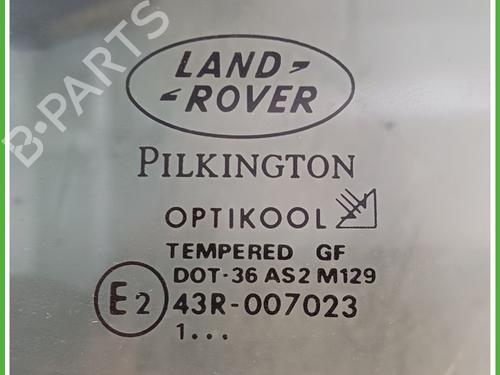 B-PARTS
LAND
ROVER
PILKINGTON
OPTIKOOL
TEMPERED GF
DOT-36 AS2 M129
E2 43R-007023
1...